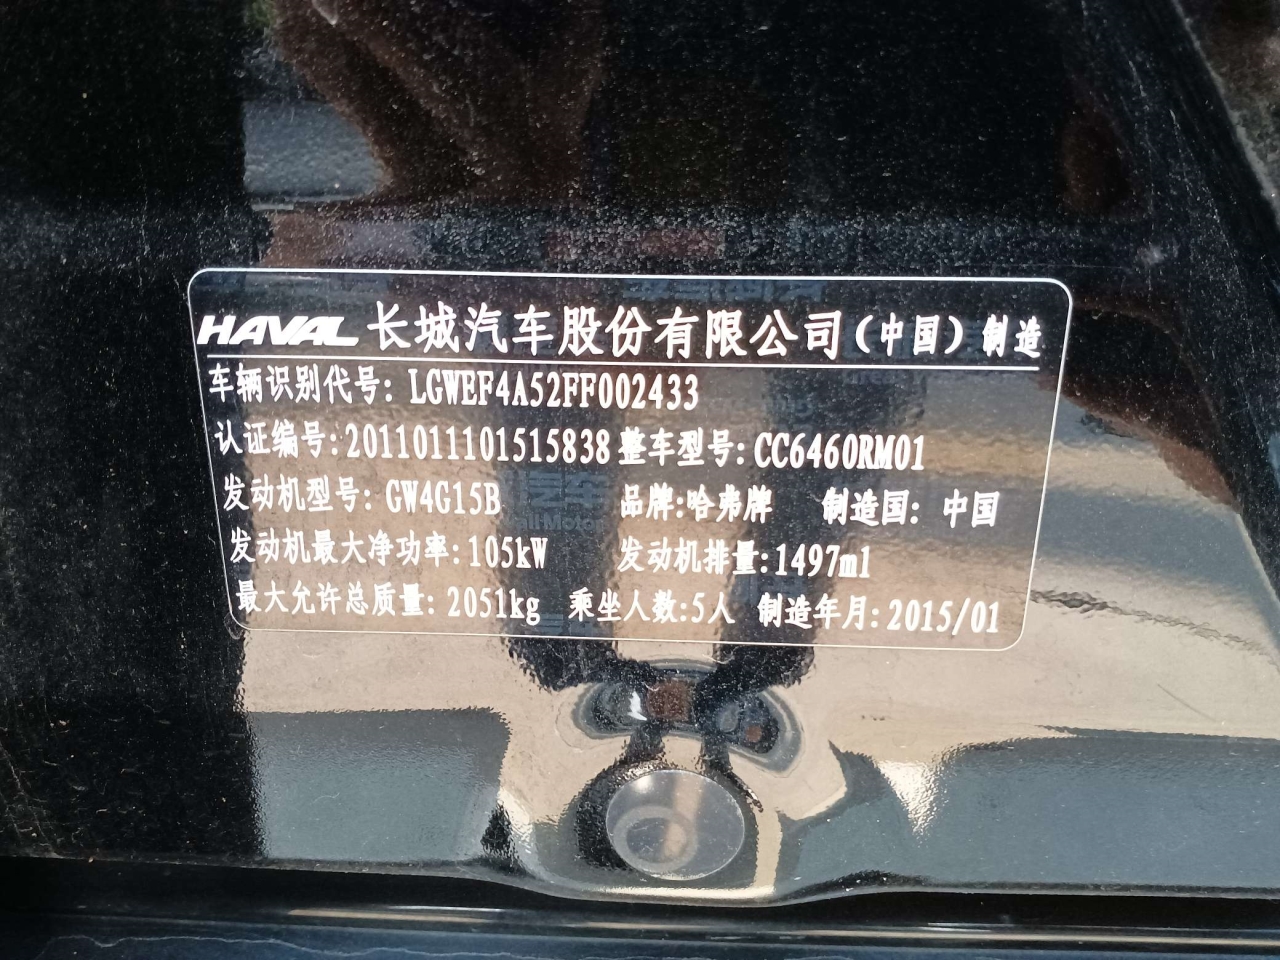 HAVAL 长城汽车股份有限公司（中国）制造
车辆识别代号: LGWEF4A52FF002433
认证编号:2011011101515838 整车型号:CC6460RM01
发动机型号: GW4G15B 品牌:哈弗牌 制造国: 中国
发动机最大净功率:105kW 发动机排量:1497ml
最大允许总质量: 2051kg 乘坐人数:5人 制造年月:2015/01